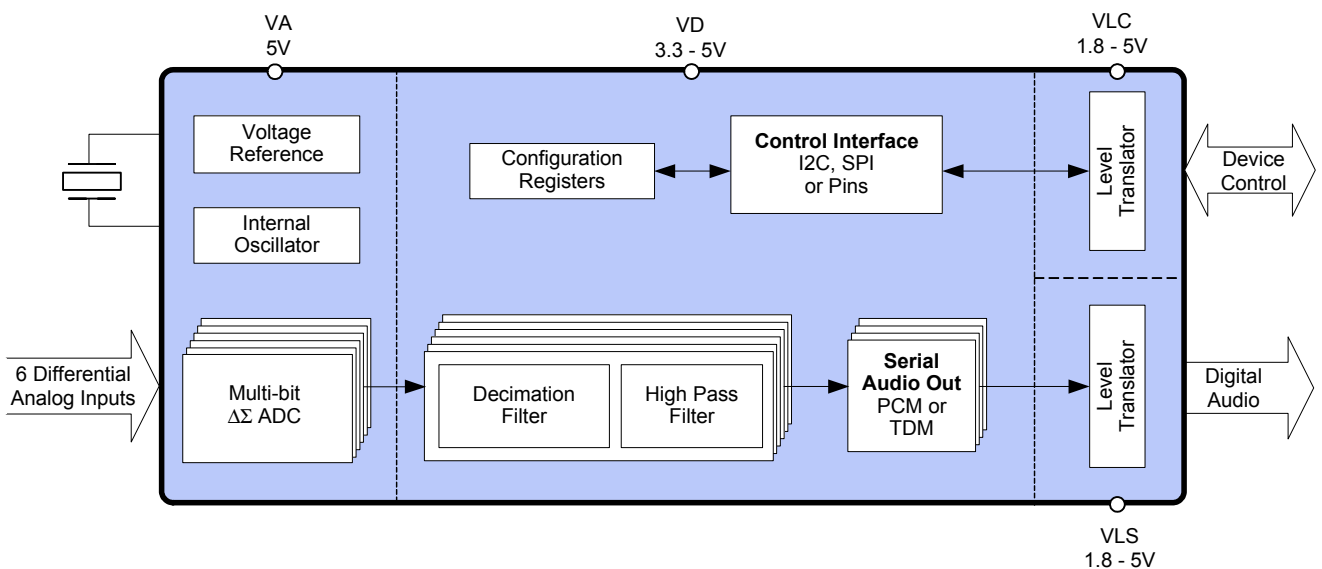 VA
5V
VD
3.3 - 5V
VLC
1.8 - 5V
Voltage
Reference
Internal
Oscillator
Configuration
Registers
Control Interface
I2C, SPI
or Pins
Level
Translator
Device
Control
6 Differential
Analog Inputs
Multi-bit
ΔΣ ADC
Decimation
Filter
High Pass
Filter
Serial
Audio Out
PCM or
TDM
Level
Translator
Digital
Audio
VLS
1.8 - 5V